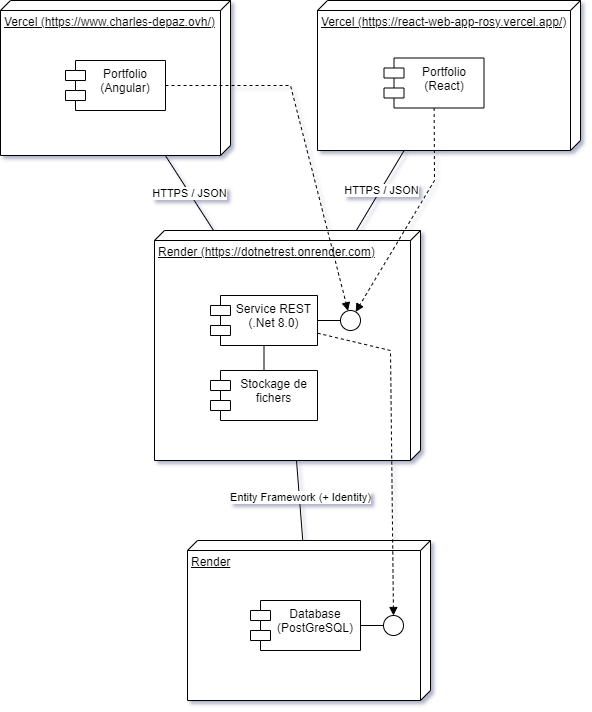 Vercel (https://www.charles-depaz.ovh/)
Portfolio
(Angular)
Vercel (https://react-web-app-rosy.vercel.app/)
Portfolio
(React)
HTTPS / JSON
HTTPS / JSON
Render (https://dotnetrest.onrender.com)
Service REST
(.Net 8.0)
Stockage de
fichers
Entity Framework (+ Identity)
Render
Database
(PostGreSQL)